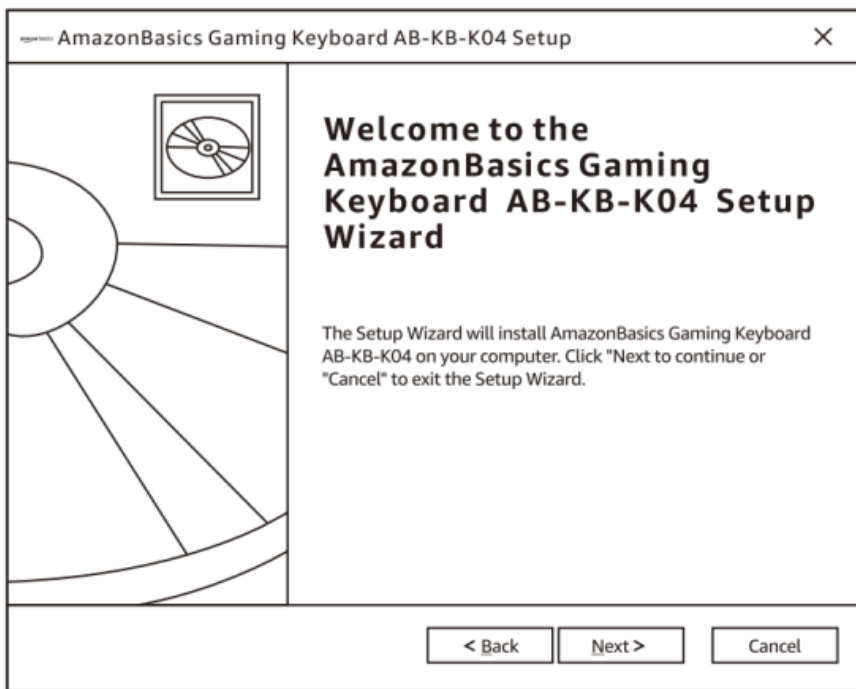 AmazonBasics Gaming Keyboard AB-KB-K04 Setup
Welcome to the
AmazonBasics Gaming
Keyboard AB-KB-K04 Setup
Wizard
The Setup Wizard will install AmazonBasics Gaming Keyboard
AB-KB-K04 on your computer. Click "Next to continue or
"Cancel" to exit the Setup Wizard.
< Back Next > Cancel